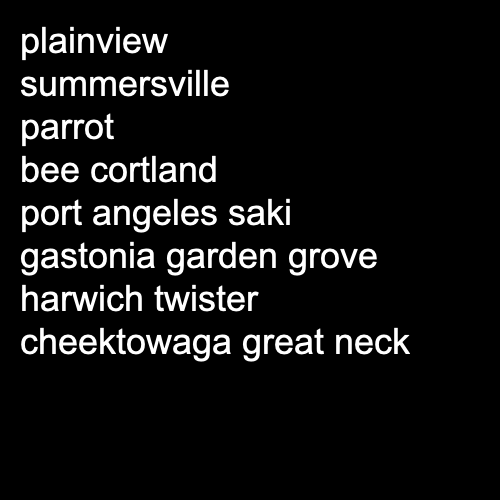 plainview
summersville
parrot
bee cortland
port angeles saki
gastonia garden grove
harwich twister
cheektowaga great neck